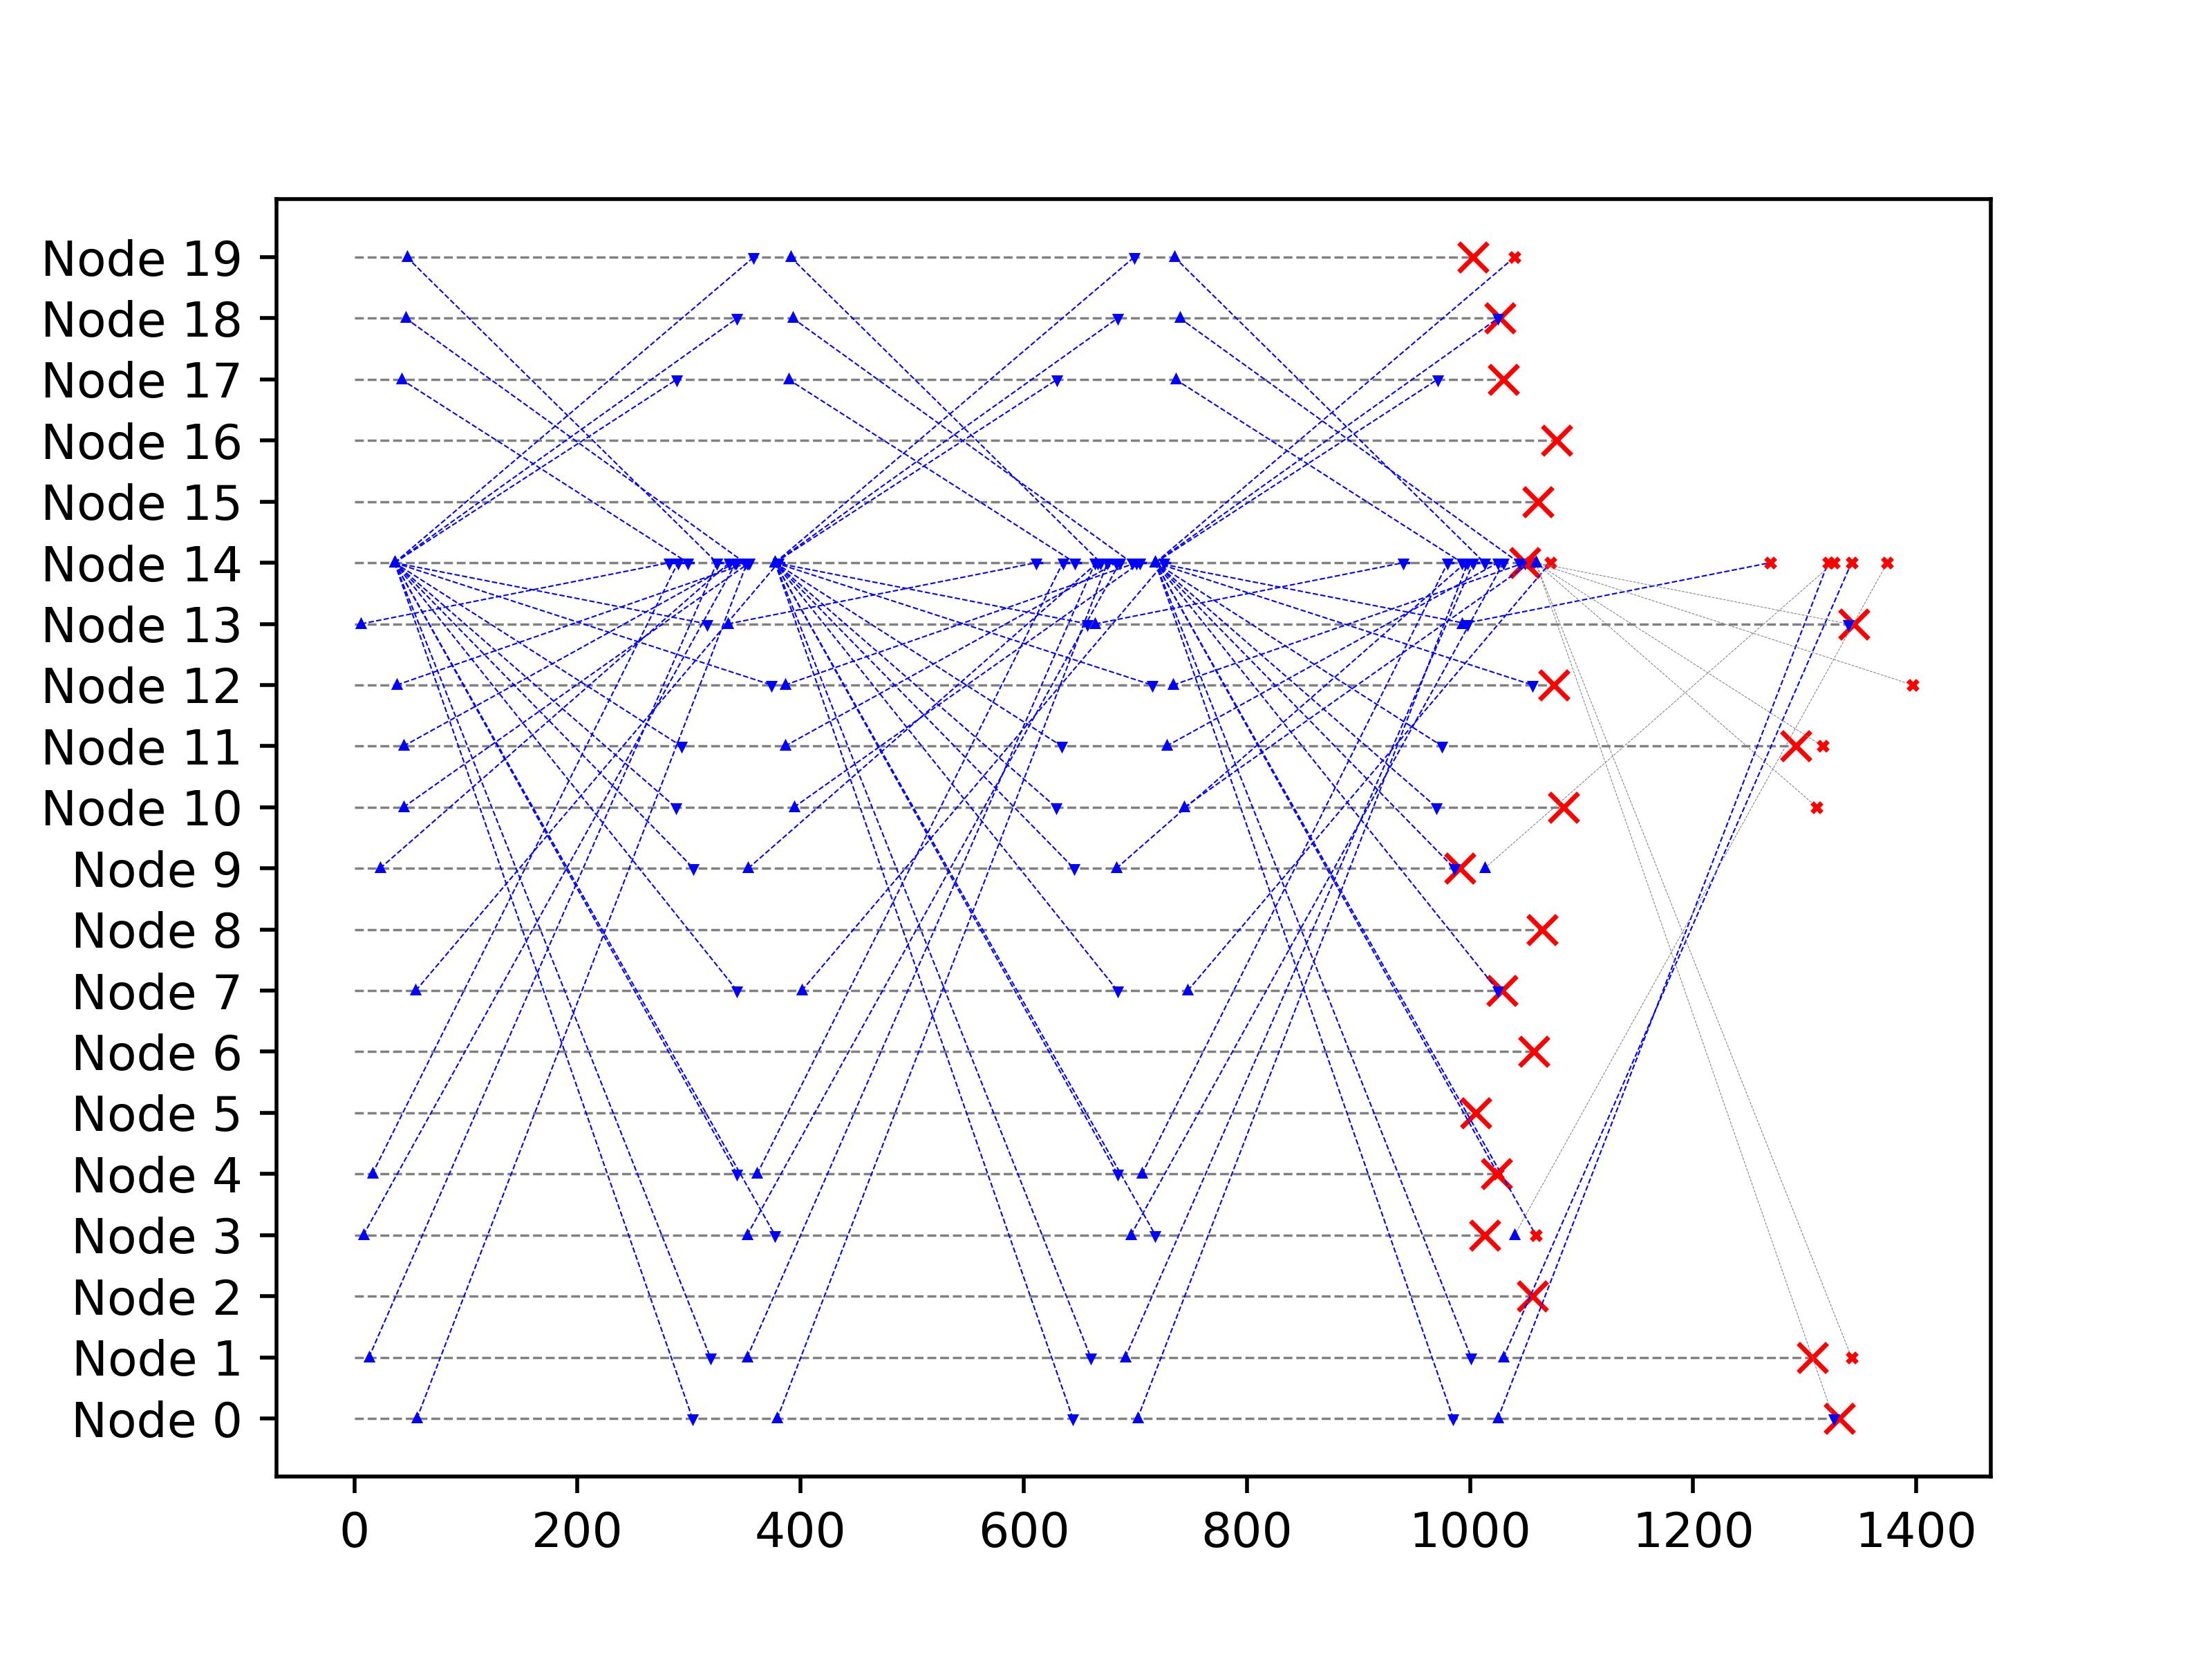 Node 19
Node 18
Node 17
Node 16
Node 15
Node 14
Node 13
Node 12
Node 11
Node 10
Node 9
Node 8
Node 7
Node 6
Node 5
Node 4
Node 3
Node 2
Node 1
Node 0
0 200 400 600 800 1000 1200 1400